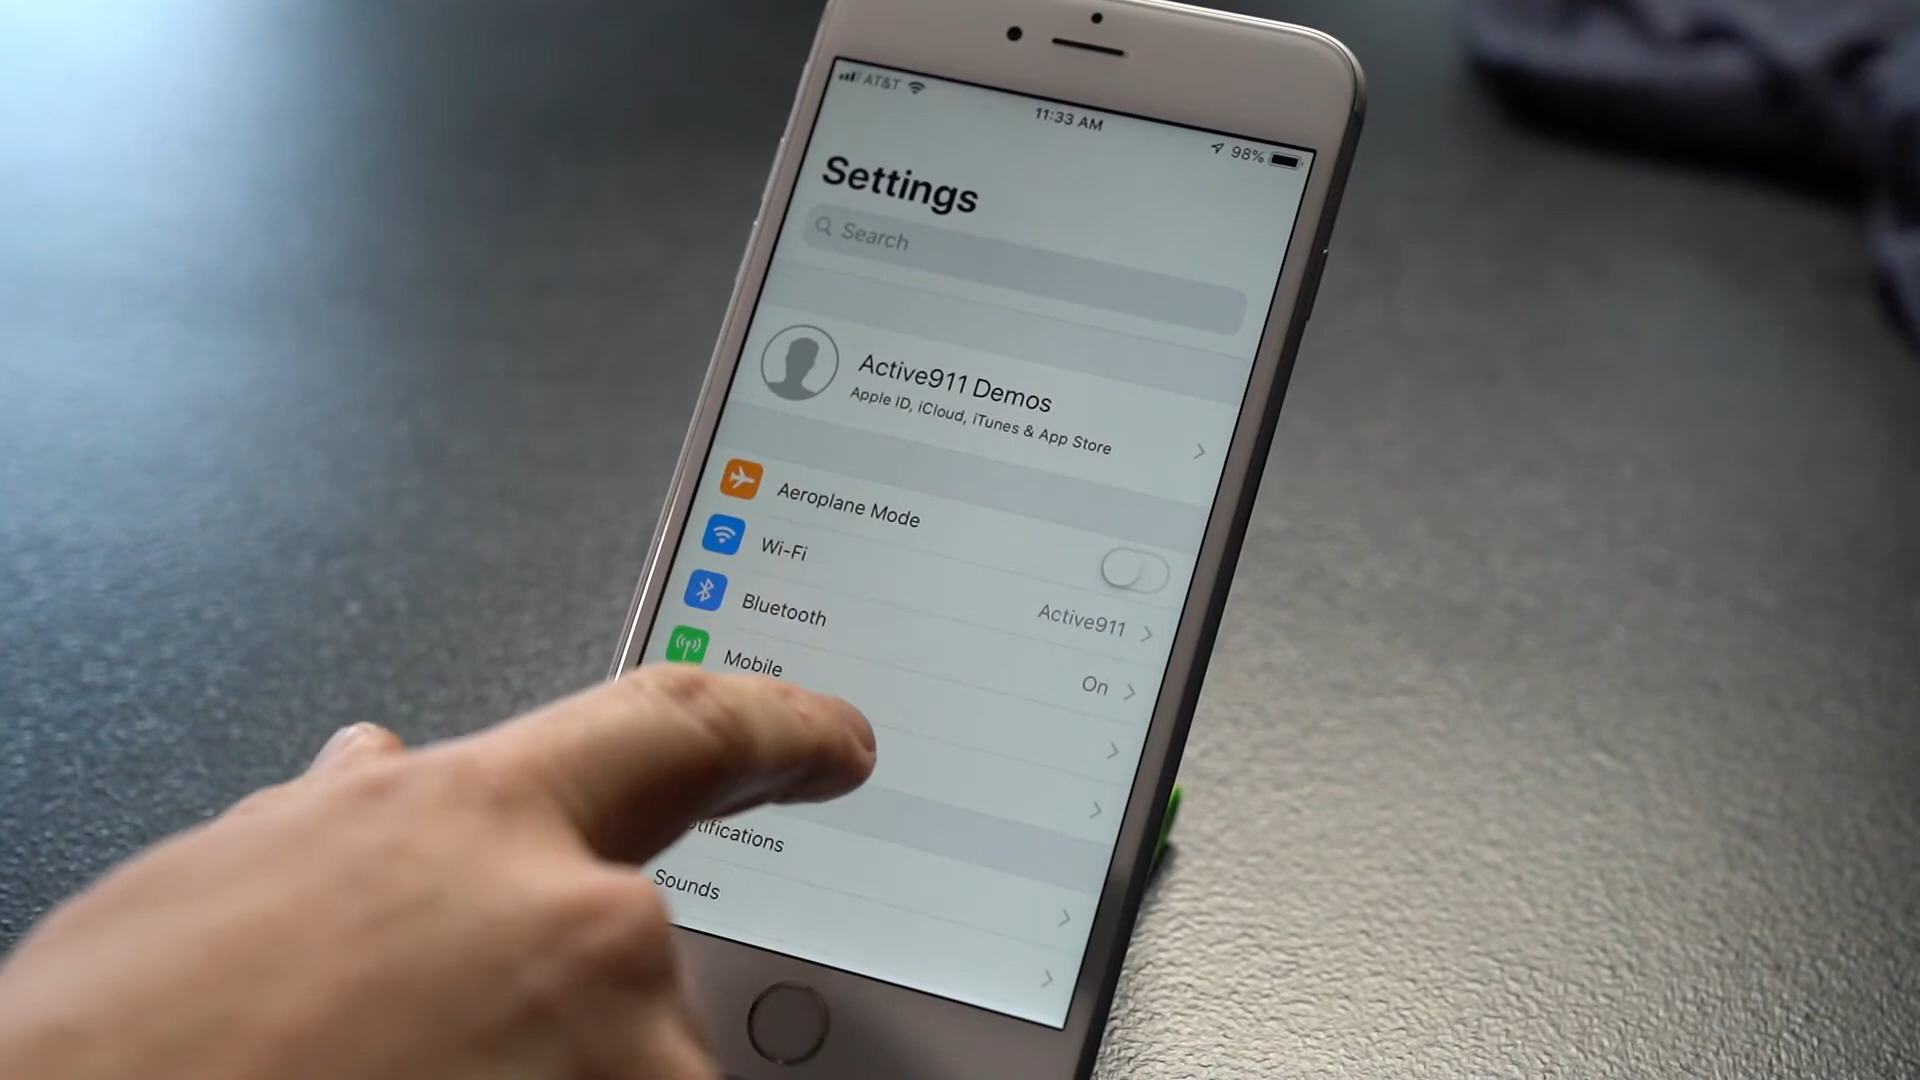 AT&T
11:33 AM
98%
Settings
Search
Active911 Demos
Apple ID, iCloud, iTunes & App Store
Aeroplane Mode
Wi-Fi
Active911
Bluetooth
On
Mobile
tifications
Sounds